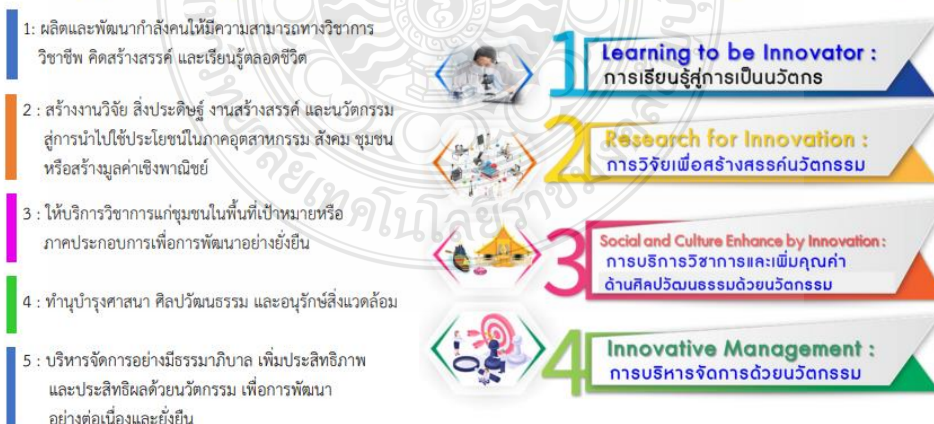 1: ผลิตและพัฒนากำลังคนให้มีความสามารถทางวิชาการ
วิชาชีพ คิดสร้างสรรค์ และเรียนรู้ตลอดชีวิต
2 : สร้างงานวิจัย สิ่งประดิษฐ์ งานสร้างสรรค์ และนวัตกรรม
สู่การนำไปใช้ประโยชน์ในภาคอุตสาหกรรม สังคม ชุมชน
หรือสร้างมูลค่าเชิงพาณิชย์
3 : ให้บริการวิชาการแก่ชุมชนในพื้นที่เป้าหมายหรือ
ภาคประกอบการเพื่อการพัฒนาอย่างยั่งยืน
4 : ทำนุบำรุงศาสนา ศิลปวัฒนธรรม และอนุรักษ์สิ่งแวดล้อม
5 : บริหารจัดการอย่างมีธรรมาภิบาล เพิ่มประสิทธิภาพ
และประสิทธิผลด้วยนวัตกรรม เพื่อการพัฒนา
อย่างต่อเนื่องและยั่งยืน
1
Learning to be Innovator :
การเรียนรู้สู่การเป็นนวัตกร
2
Research for Innovation :
การวิจัยเพื่อสร้างสรรค์นวัตกรรม
3
Social and Culture Enhance by Innovation :
การบริการวิชาการและเพิ่มคุณค่า
ด้านศิลปวัฒนธรรมด้วยนวัตกรรม
4
Innovative Management :
การบริหารจัดการด้วยนวัตกรรม